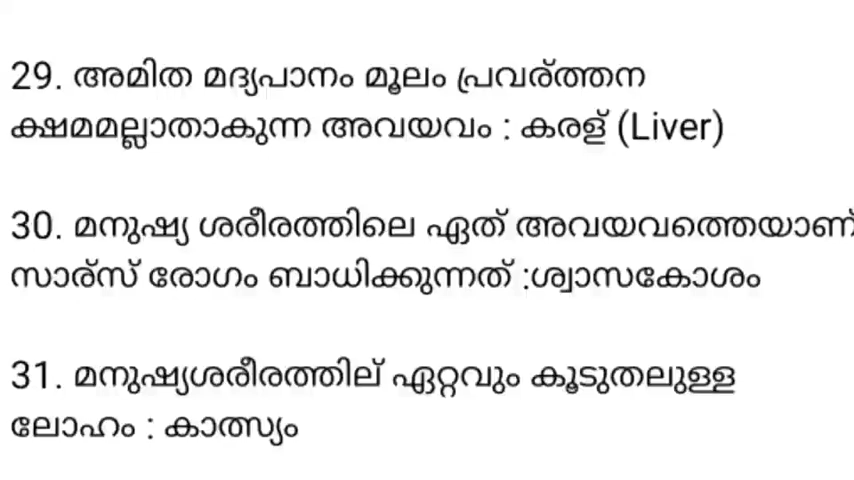 29. അമിത മദ്യപാനം മൂലം പ്രവര്ത്തന
ക്ഷമമല്ലാതാകുന്ന അവയവം : കരള് (Liver)
30. മനുഷ്യ ശരീരത്തിലെ ഏത് അവയവത്തെയാണ്
സാര്സ് രോഗം ബാധിക്കുന്നത് :ശ്വാസകോശം
31. മനുഷ്യശരീരത്തില് ഏറ്റവും കൂടുതലുള്ള
ലോഹം : കാത്സ്യം